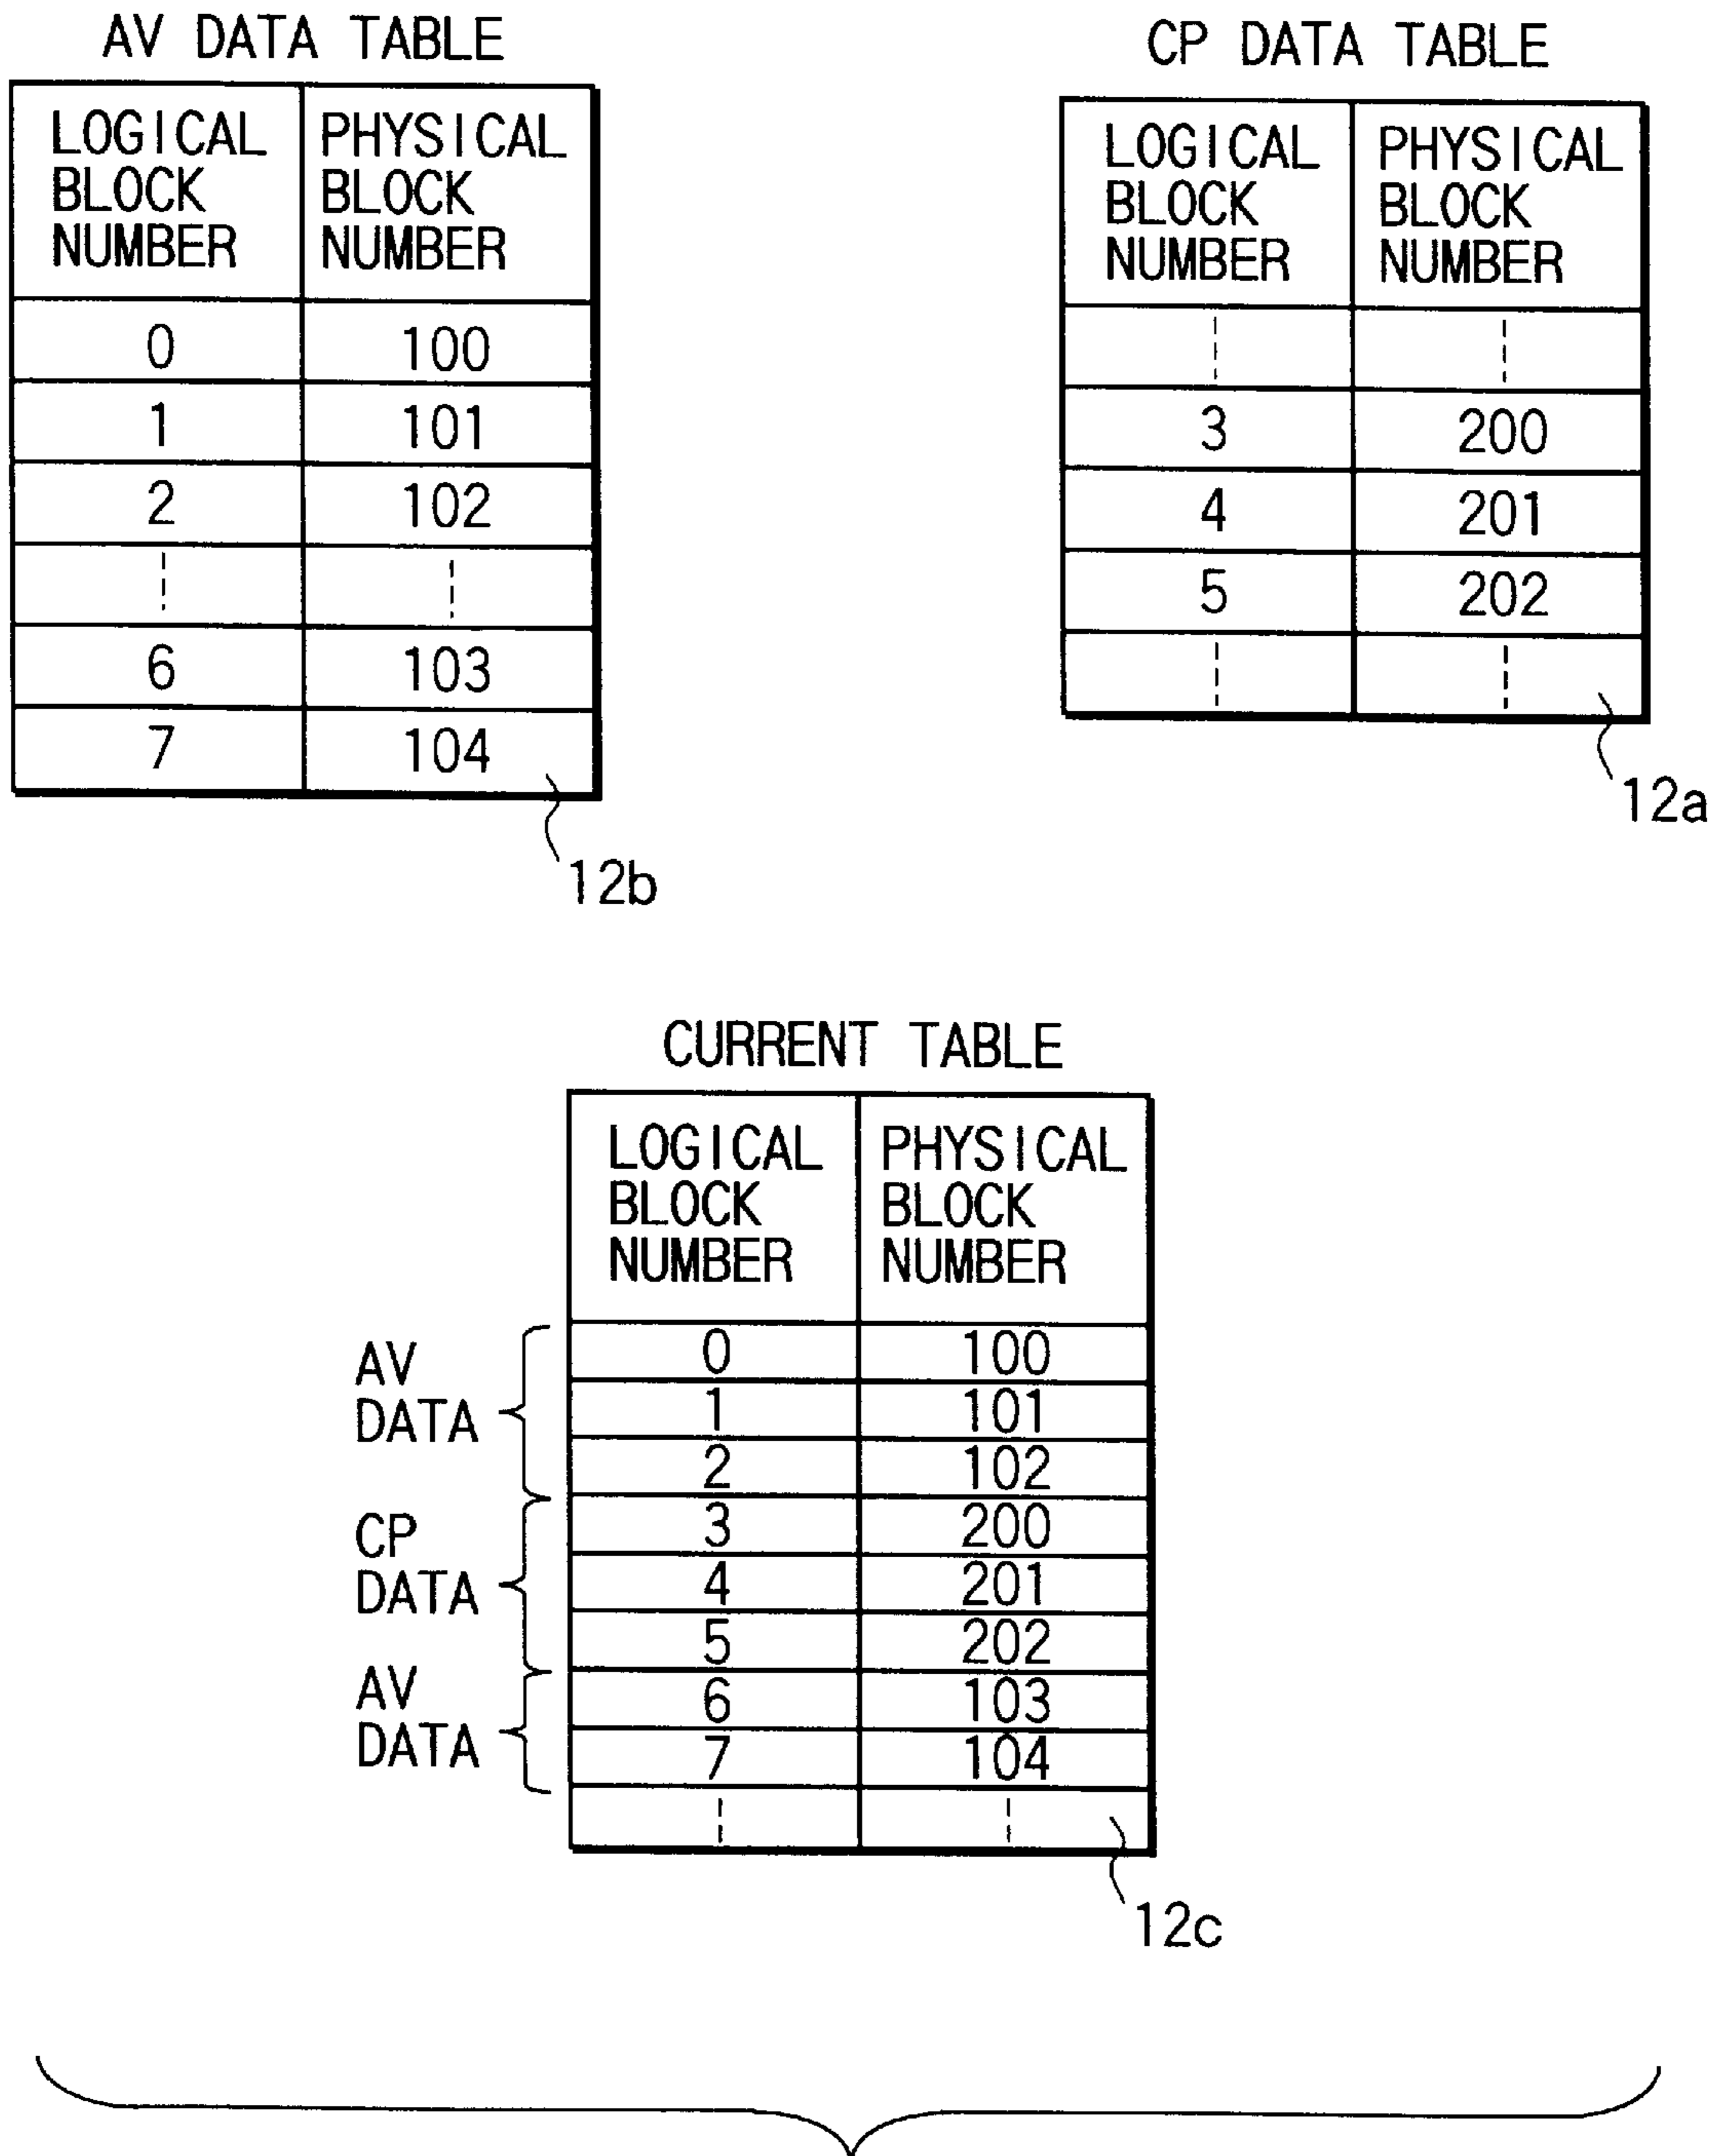 AV DATA TABLE
LOGICAL BLOCK NUMBER PHYSICAL BLOCK NUMBER
0 100
1 101
2 102
6 103
7 104
12b
CP DATA TABLE
LOGICAL BLOCK NUMBER PHYSICAL BLOCK NUMBER
3 200
4 201
5 202
12a
CURRENT TABLE
LOGICAL BLOCK NUMBER PHYSICAL BLOCK NUMBER
AV DATA
0 100
1 101
2 102
CP DATA
3 200
4 201
5 202
AV DATA
6 103
7 104
12c